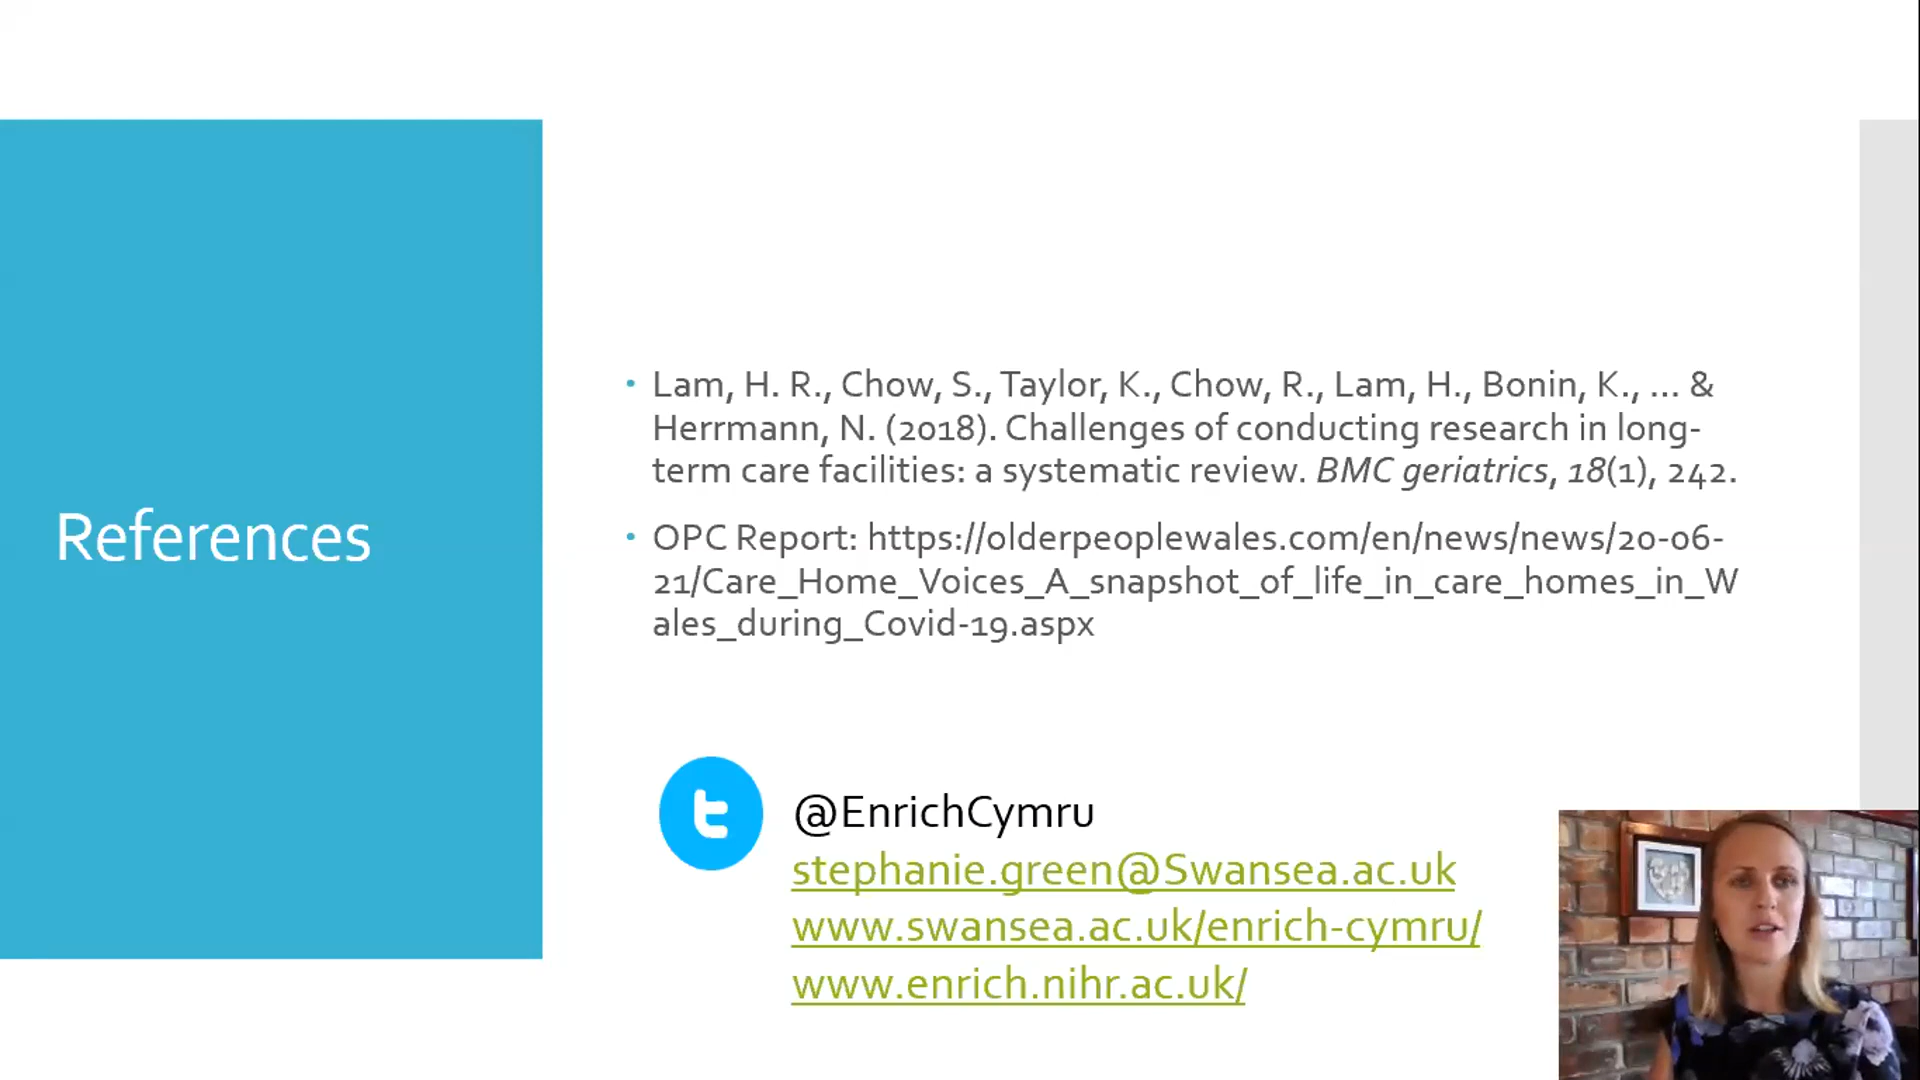 References
Lam, H. R., Chow, S., Taylor, K., Chow, R., Lam, H., Bonin, K., ... &
Herrmann, N. (2018). Challenges of conducting research in long-
term care facilities: a systematic review. BMC geriatrics, 18(1), 242.
OPC Report: https://olderpeoplewales.com/en/news/news/20-06-
21/Care_Home_Voices_A_snapshot_of_life_in_care_homes_in_W
ales_during_Covid-19.aspx
@EnrichCymru
stephanie.green@Swansea.ac.uk
www.swansea.ac.uk/enrich-cymru/
www.enrich.nihr.ac.uk/